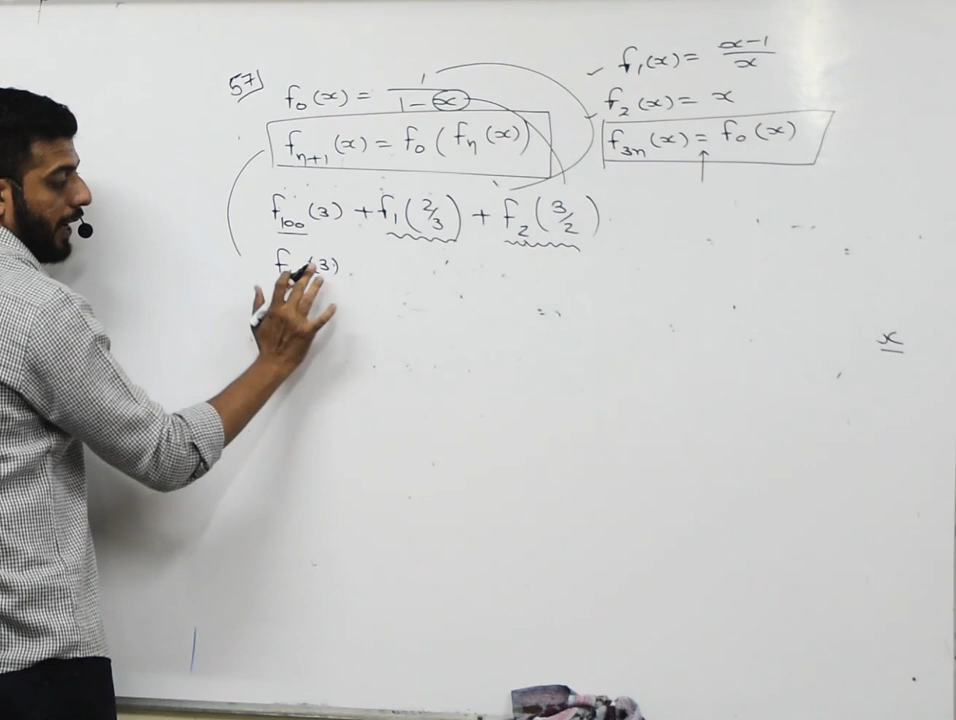 57)
f₀(x) = 1/(1 − x)
fₙ₊₁(x) = f₀(fₙ(x))
f₁₀₀(3) + f₁(2/3) + f₂(3/2)
f (3)
f₁(x) = (x−1)/x
f₂(x) = x
f₃ₙ(x) = f₀(x)
x